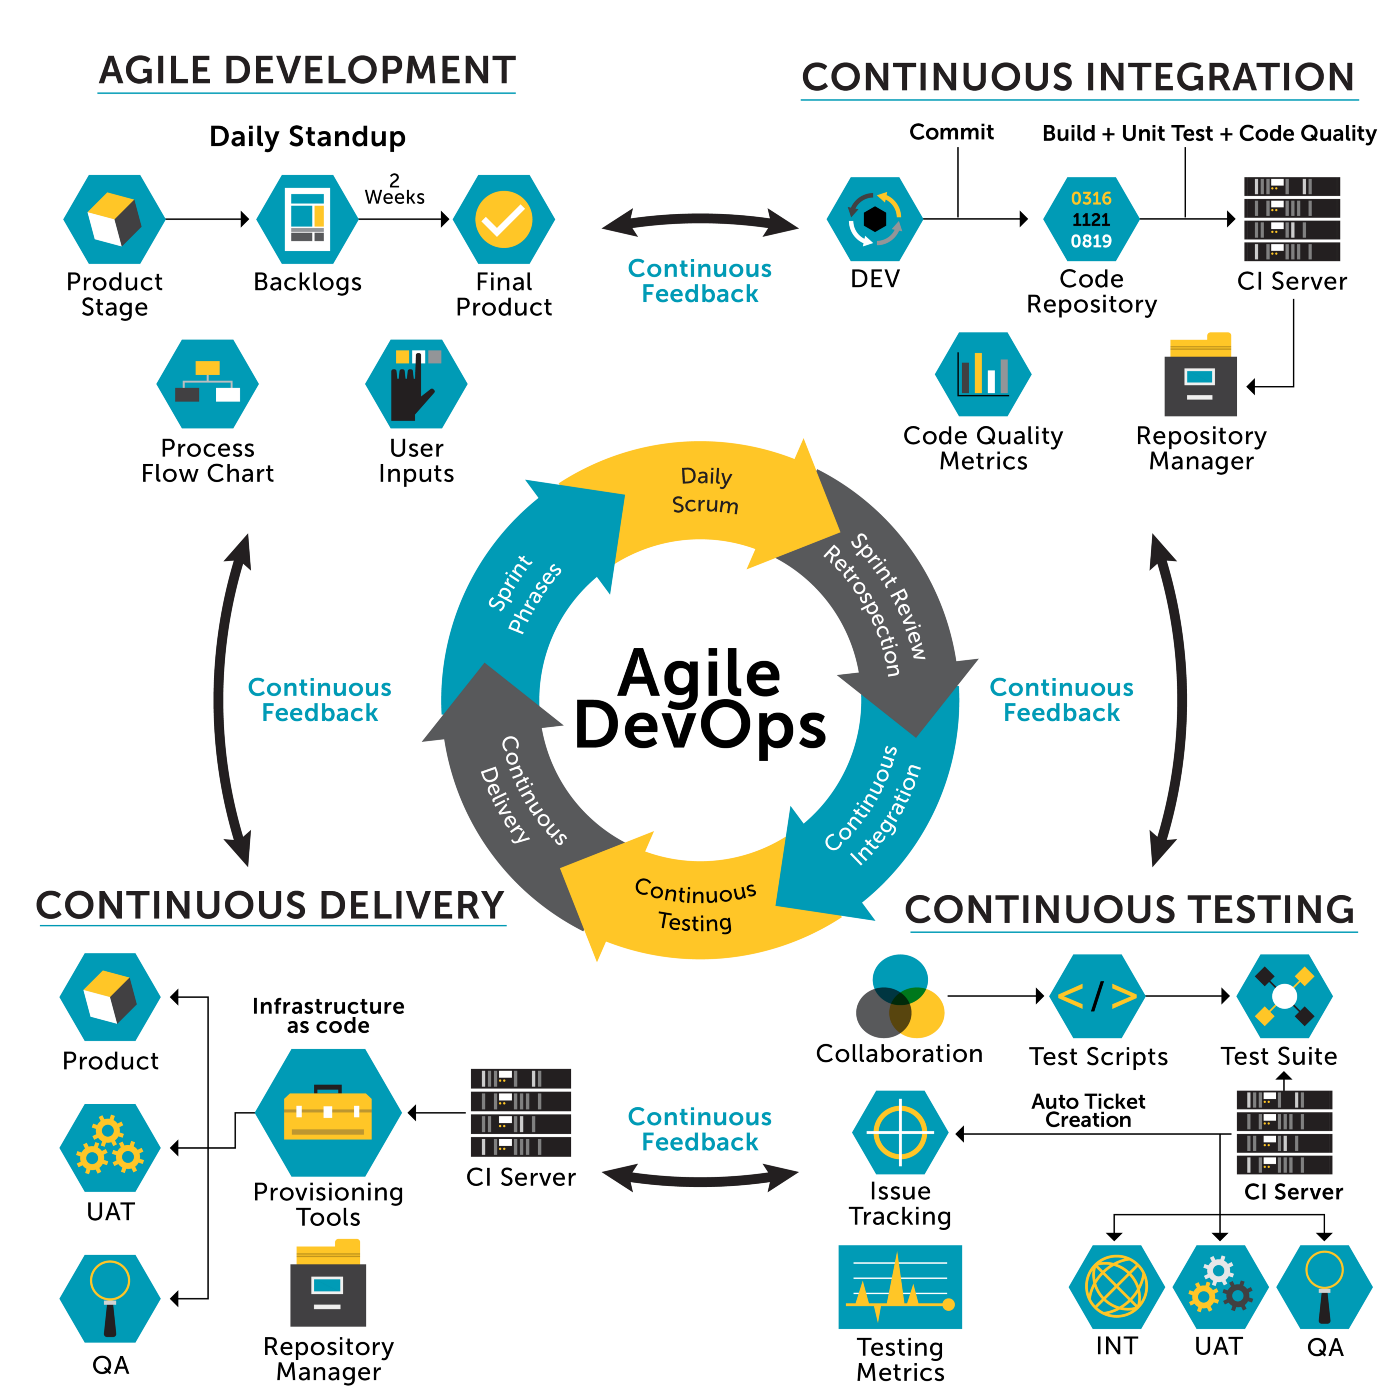 AGILE DEVELOPMENT
Daily Standup
2
Weeks
Product
Stage
Backlogs
Final
Product
Process
Flow Chart
User
Inputs
Continuous
Feedback
CONTINUOUS INTEGRATION
Commit
Build + Unit Test + Code Quality
0316
1121
0819
DEV
Code
Repository
CI Server
Code Quality
Metrics
Repository
Manager
Daily
Scrum
Sprint Review
Retrospection
Continuous
Integration
Continuous
Testing
Continuous
Delivery
Sprint
Phrases
Agile
DevOps
Continuous
Feedback
Continuous
Feedback
CONTINUOUS DELIVERY
Product
UAT
QA
Infrastructure
as code
Provisioning
Tools
CI Server
Repository
Manager
Continuous
Feedback
CONTINUOUS TESTING
Collaboration
< / >
Test Scripts
Test Suite
Auto Ticket
Creation
Issue
Tracking
CI Server
Testing
Metrics
INT
UAT
QA